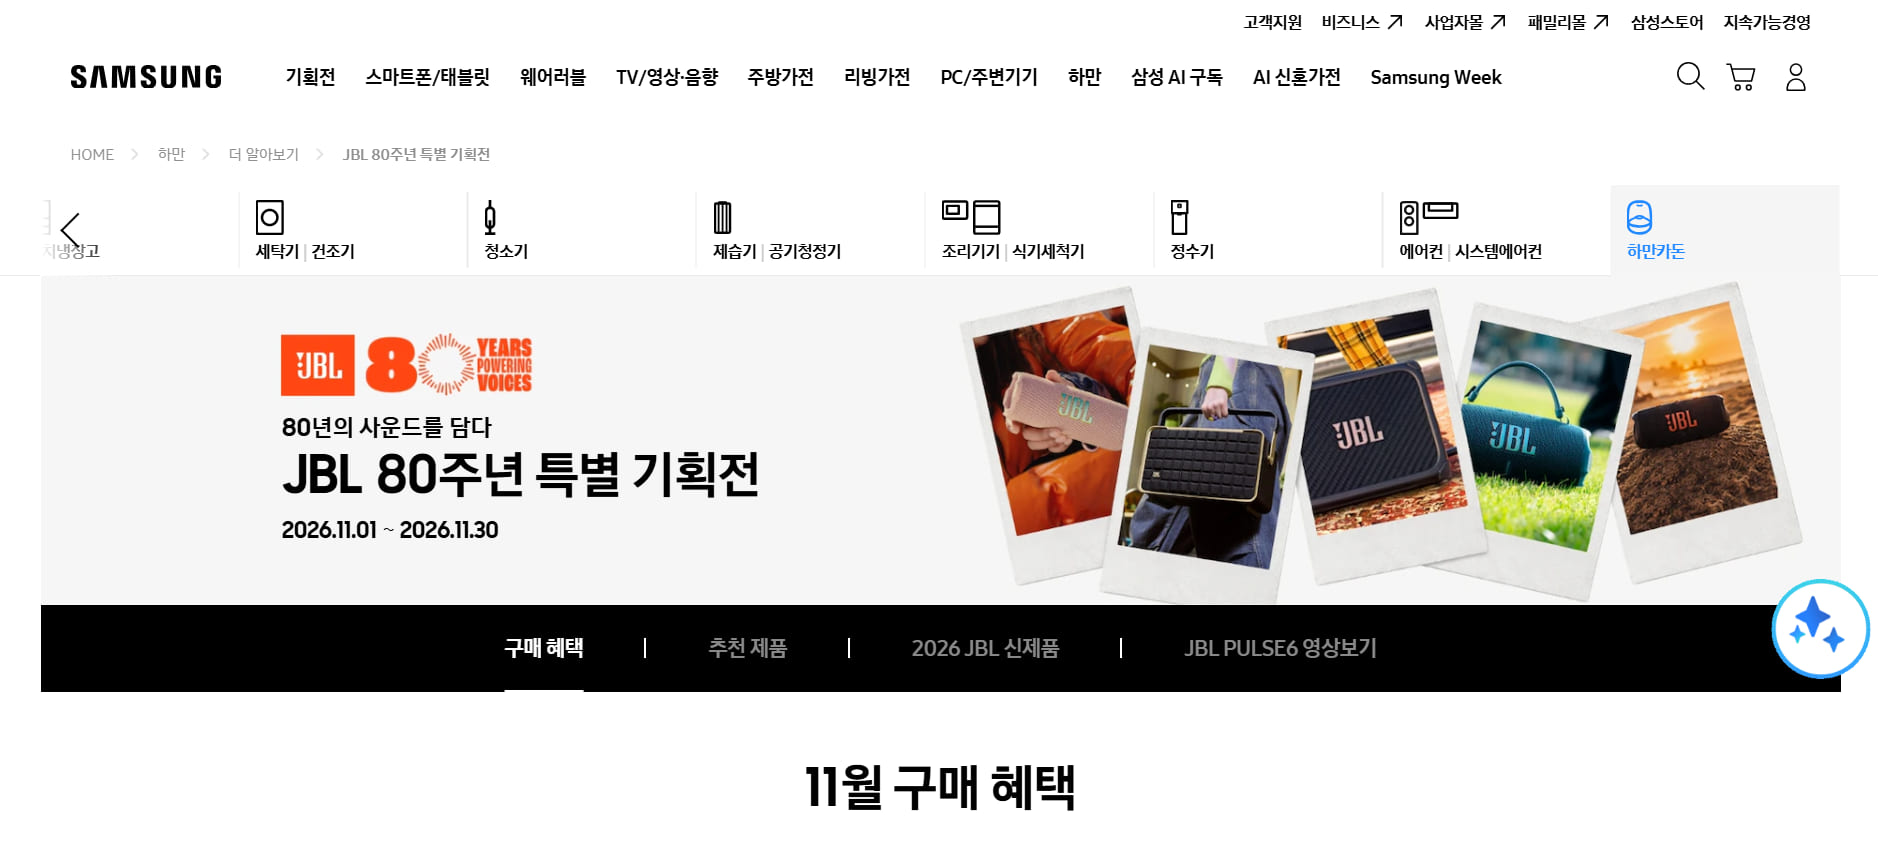 고객지원 비즈니스 사업자몰 패밀리몰 삼성스토어 지속가능경영
SAMSUNG 기획전 스마트폰/태블릿 웨어러블 TV/영상·음향 주방가전 리빙가전 PC/주변기기 하만 삼성 AI 구독 AI 신혼가전 Samsung Week
HOME 하만 더 알아보기 JBL 80주년 특별 기획전
치냉장고 세탁기 | 건조기 청소기 제습기 | 공기청정기 조리기기 | 식기세척기 정수기 에어컨 | 시스템에어컨 하만카돈
JBL 80 YEARS
POWERING
VOICES
80년의 사운드를 담다
JBL 80주년 특별 기획전
2026.11.01 ~ 2026.11.30
JBL
JBL
JBL
JBL
구매 혜택 추천 제품 2026 JBL 신제품 JBL PULSE6 영상보기
11월 구매 혜택